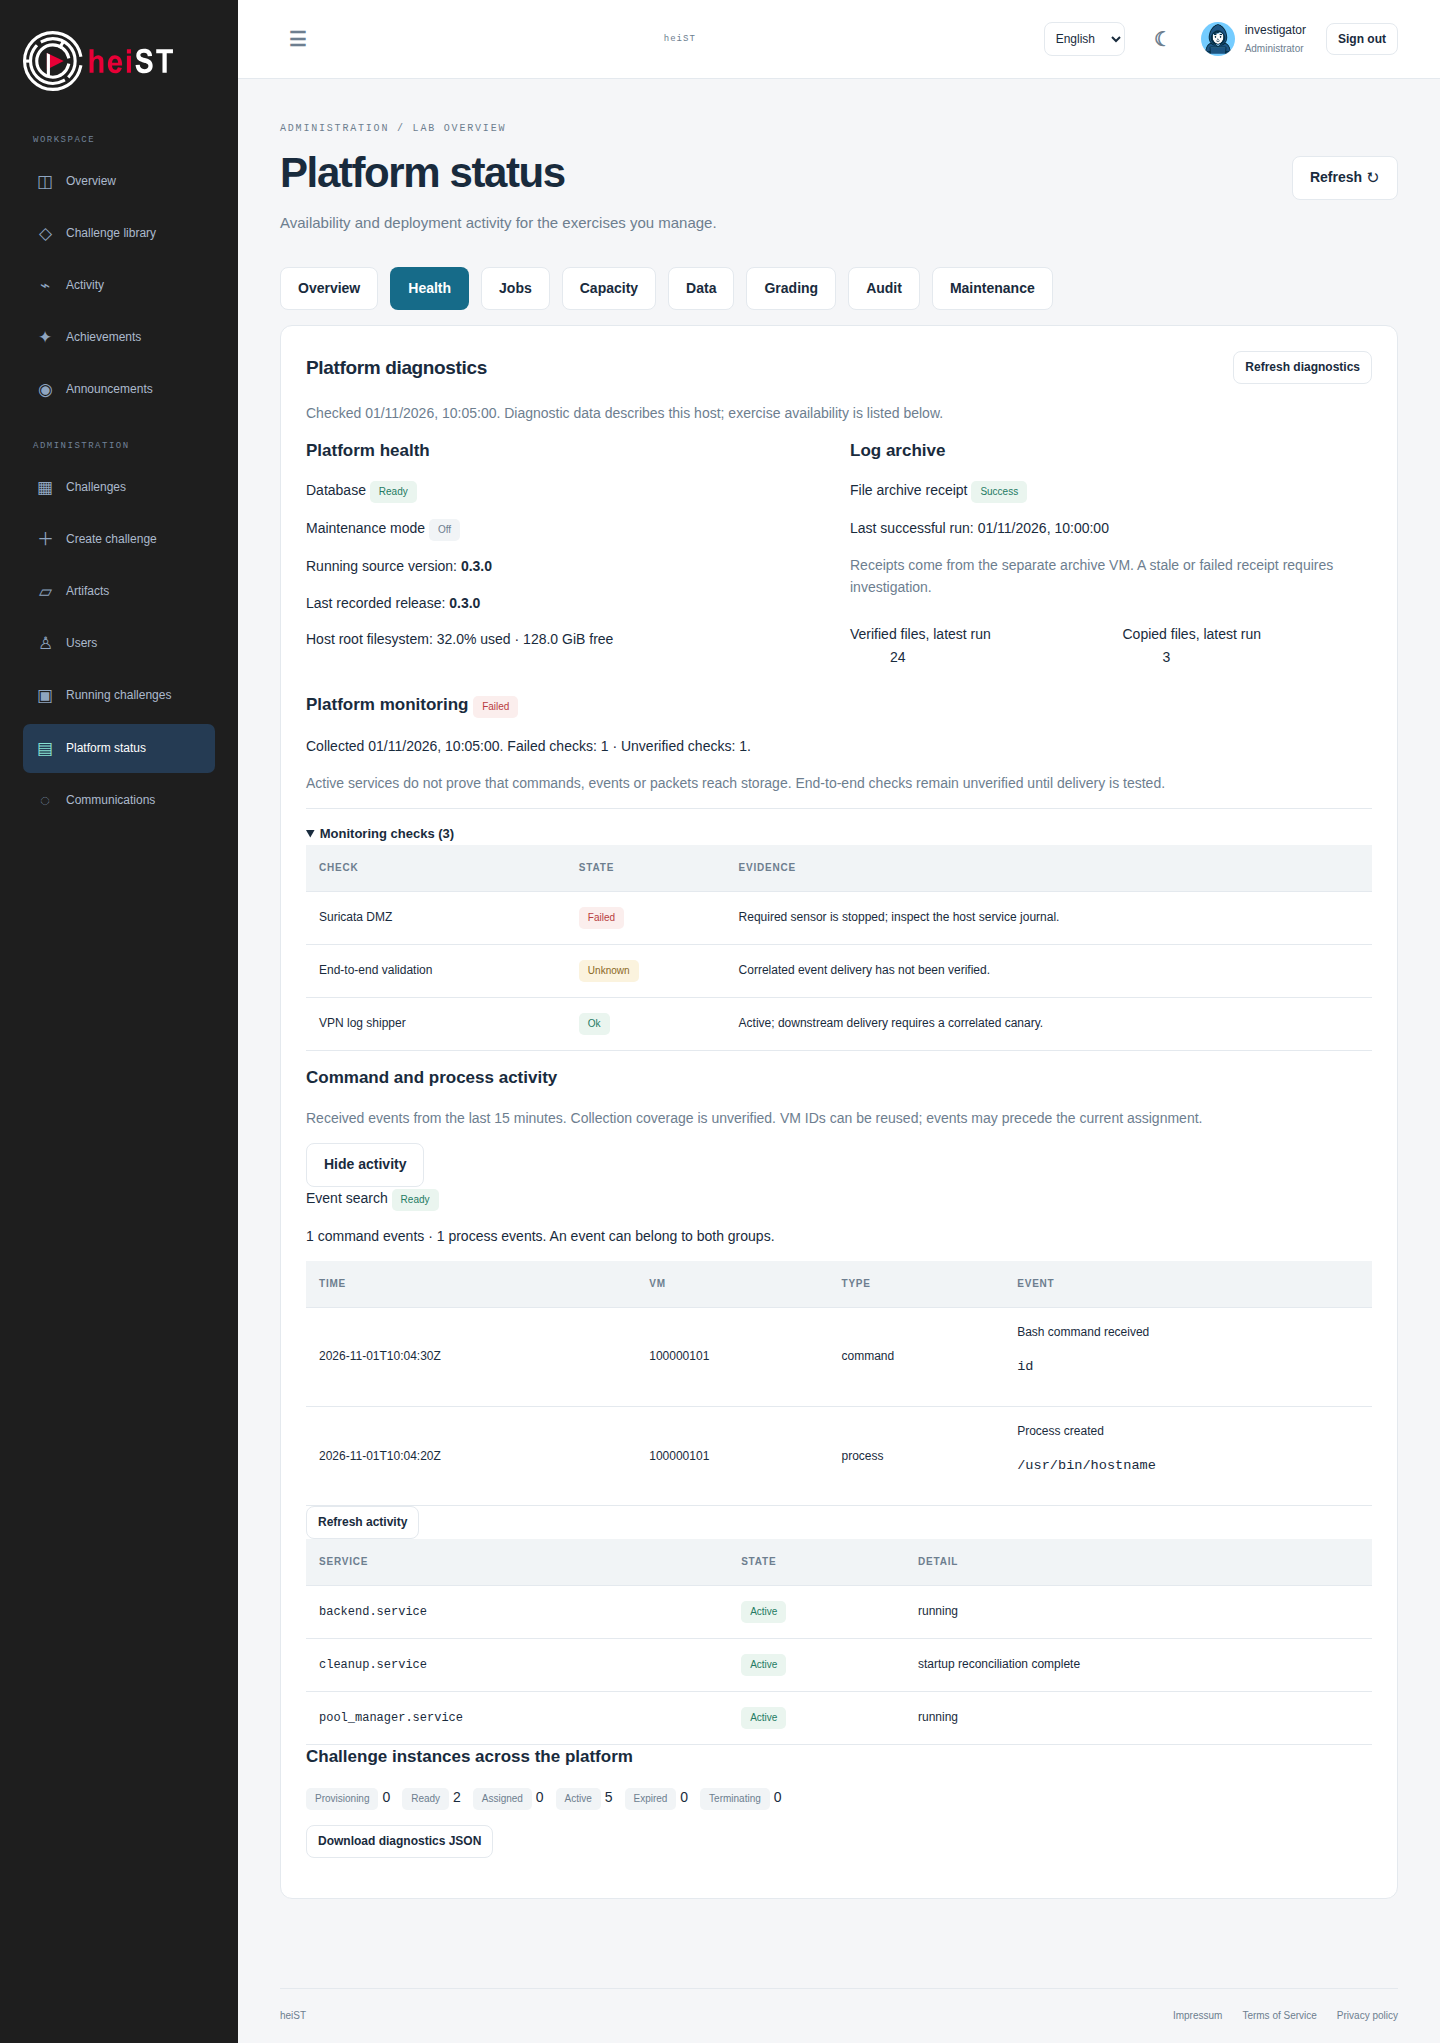 heiST
WORKSPACE
Overview
Challenge library
Activity
Achievements
Announcements
ADMINISTRATION
Challenges
Create challenge
Artifacts
Users
Running challenges
Platform status
Communications
heiST
English
investigator
Administrator
Sign out
ADMINISTRATION / LAB OVERVIEW
Platform status
Refresh ↻
Availability and deployment activity for the exercises you manage.
Overview Health Jobs Capacity Data Grading Audit Maintenance
Platform diagnostics
Refresh diagnostics
Checked 01/11/2026, 10:05:00. Diagnostic data describes this host; exercise availability is listed below.
Platform health
Database Ready
Maintenance mode Off
Running source version: 0.3.0
Last recorded release: 0.3.0
Host root filesystem: 32.0% used · 128.0 GiB free
Log archive
File archive receipt Success
Last successful run: 01/11/2026, 10:00:00
Receipts come from the separate archive VM. A stale or failed receipt requires
investigation.
Verified files, latest run Copied files, latest run
24 3
Platform monitoring Failed
Collected 01/11/2026, 10:05:00. Failed checks: 1 · Unverified checks: 1.
Active services do not prove that commands, events or packets reach storage. End-to-end checks remain unverified until delivery is tested.
▼ Monitoring checks (3)
CHECK STATE EVIDENCE
Suricata DMZ Failed Required sensor is stopped; inspect the host service journal.
End-to-end validation Unknown Correlated event delivery has not been verified.
VPN log shipper Ok Active; downstream delivery requires a correlated canary.
Command and process activity
Received events from the last 15 minutes. Collection coverage is unverified. VM IDs can be reused; events may precede the current assignment.
Hide activity
Event search Ready
1 command events · 1 process events. An event can belong to both groups.
TIME VM TYPE EVENT
2026-11-01T10:04:30Z 100000101 command Bash command received
id
2026-11-01T10:04:20Z 100000101 process Process created
/usr/bin/hostname
Refresh activity
SERVICE STATE DETAIL
backend.service Active running
cleanup.service Active startup reconciliation complete
pool_manager.service Active running
Challenge instances across the platform
Provisioning 0 Ready 2 Assigned 0 Active 5 Expired 0 Terminating 0
Download diagnostics JSON
heiST
Impressum Terms of Service Privacy policy